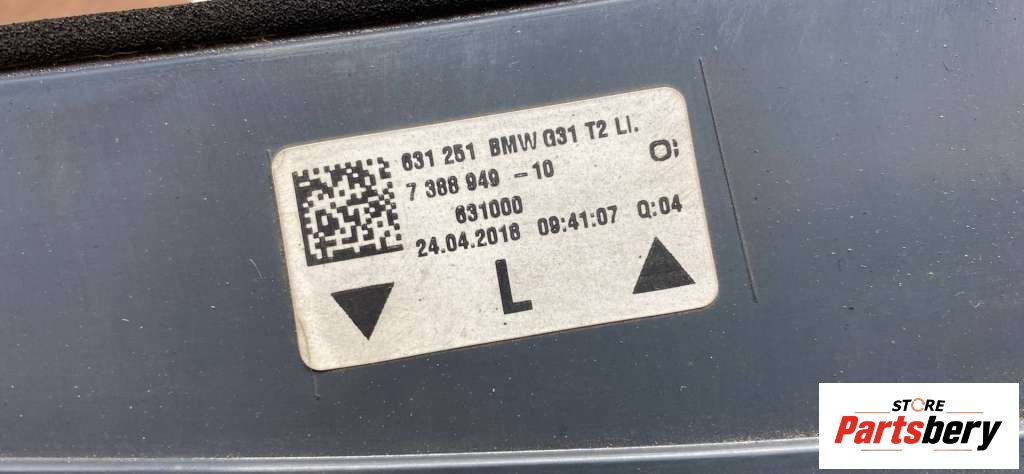 631 251 BMW G31 T2 LI.
7 388 949 -10
631000
24.04.2018 09:41:07 Q:04
L
STORE
Partsbery